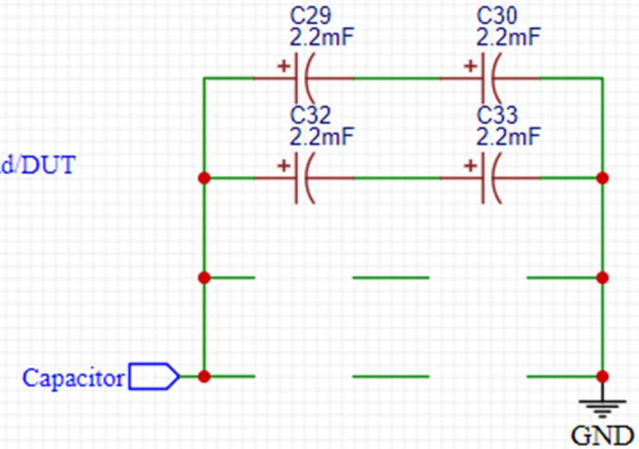 C29 C30
2.2mF 2.2mF
C32 C33
2.2mF 2.2mF
d/DUT
Capacitor
GND